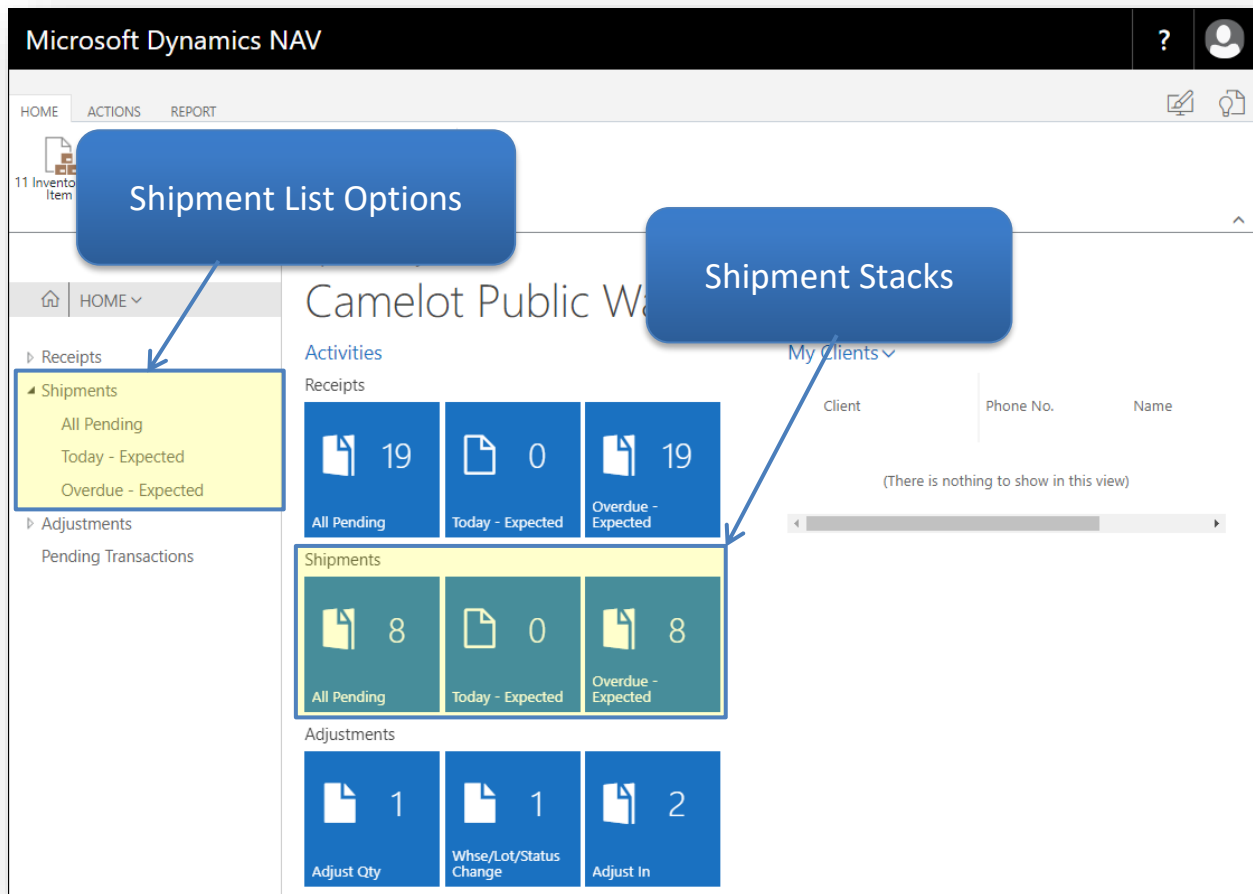 Microsoft Dynamics NAV
?
HOME ACTIONS REPORT
11 Invento
Item
Shipment List Options
Shipment Stacks
HOME
Camelot Public Wa
Receipts
Shipments
All Pending
Today - Expected
Overdue - Expected
Adjustments
Pending Transactions
Activities
Receipts
19
All Pending
0
Today - Expected
19
Overdue -
Expected
Shipments
8
All Pending
0
Today - Expected
8
Overdue -
Expected
Adjustments
1
Adjust Qty
1
Whse/Lot/Status
Change
2
Adjust In
My Clients
Client Phone No. Name
(There is nothing to show in this view)